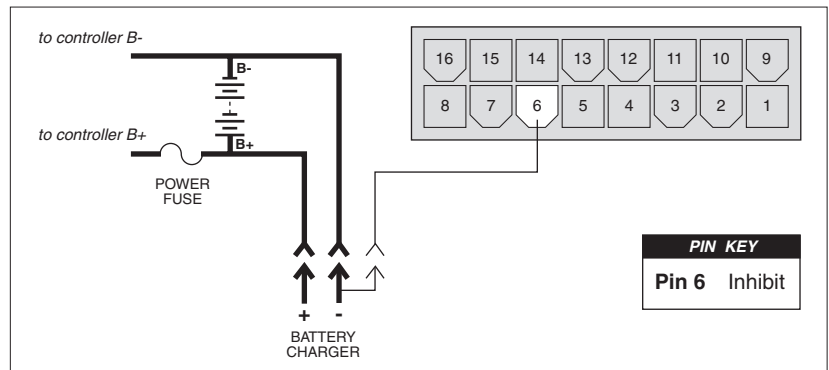 to controller B-
B-
to controller B+
B+
POWER
FUSE
+ -
BATTERY
CHARGER
16 15 14 13 12 11 10 9
8 7 6 5 4 3 2 1
PIN KEY
Pin 6 Inhibit